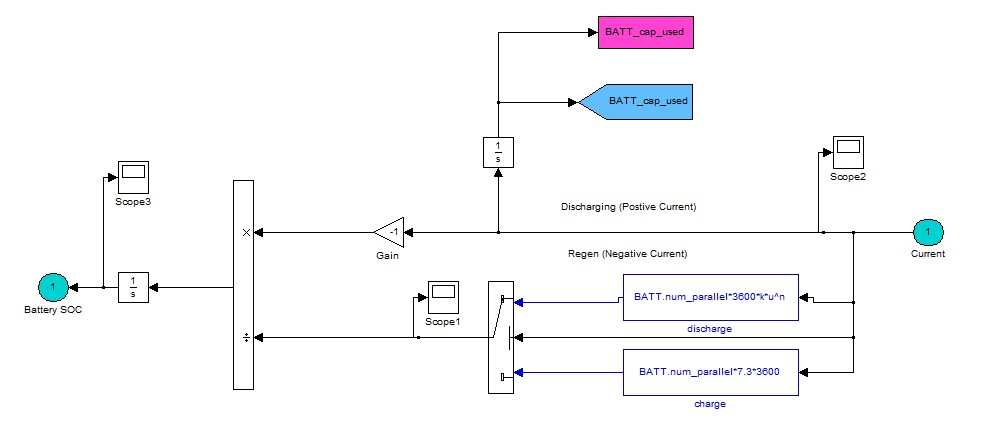 BATT_cap_used
BATT_cap_used
1
s
Scope2
Scope3
Discharging (Postive Current)
×
-1
Gain
1
Current
Regen (Negative Current)
1
Battery SOC
1
s
Scope1
BATT.num_parallel*3600*k*u^n
discharge
÷
BATT.num_parallel*7.3*3600
charge